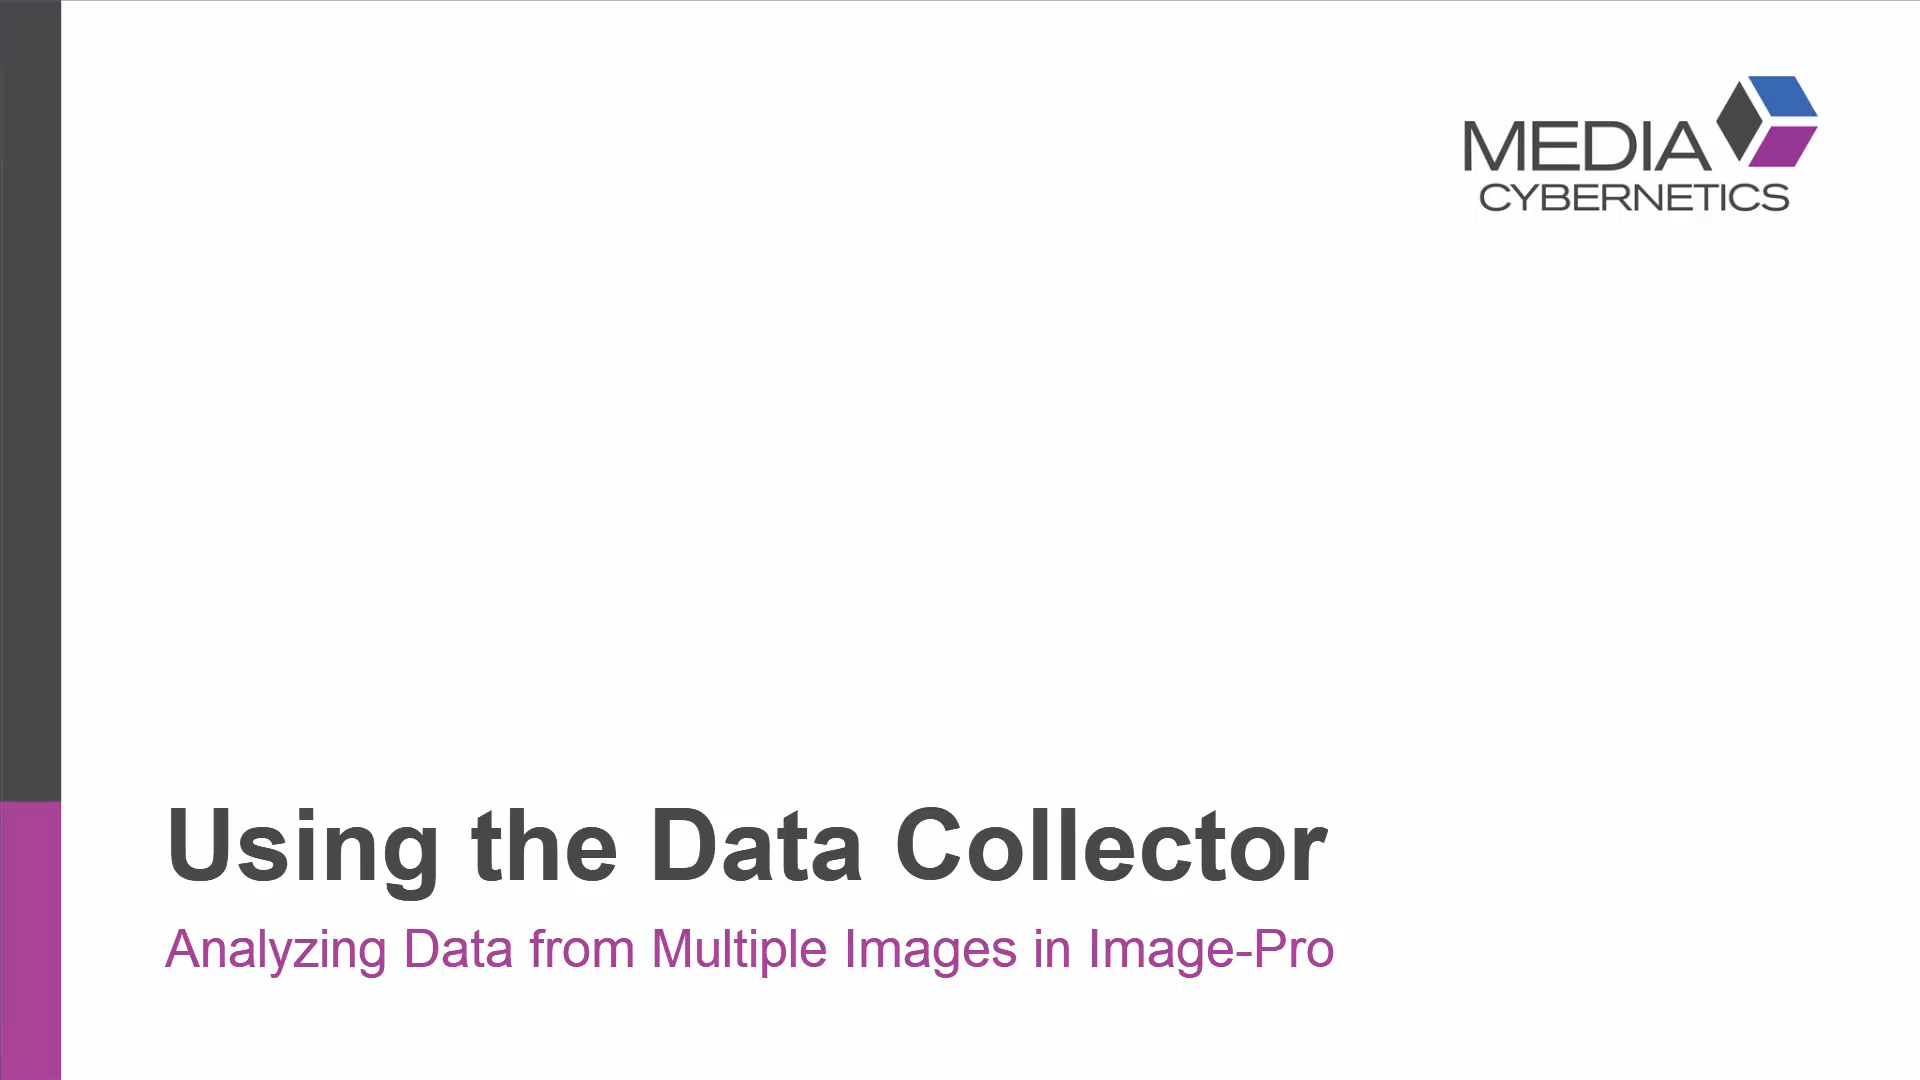 MEDIA
CYBERNETICS
Using the Data Collector
Analyzing Data from Multiple Images in Image-Pro